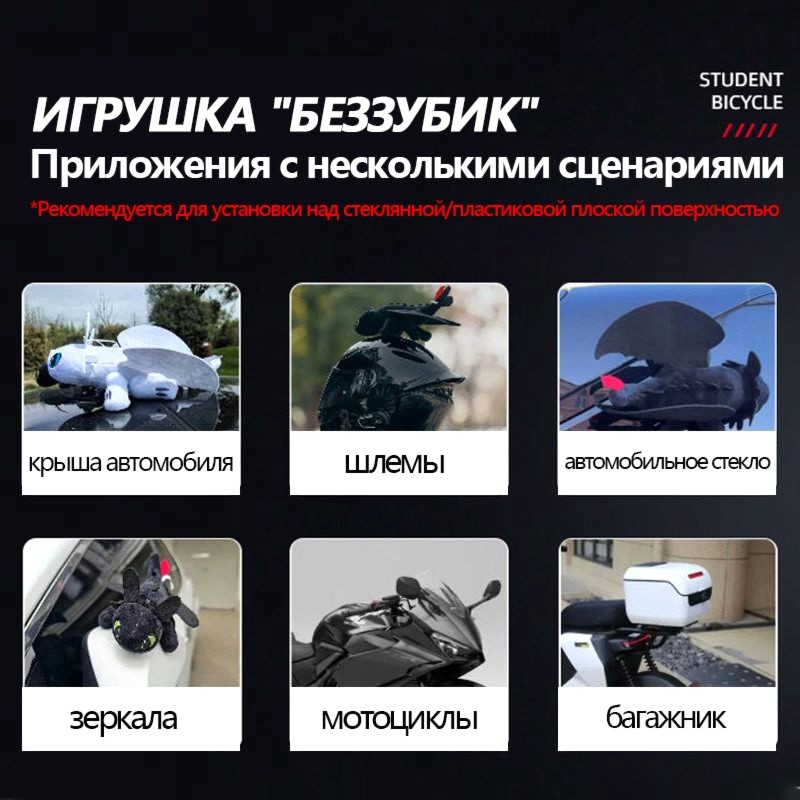 STUDENT
BICYCLE
ИГРУШКА "БЕЗЗУБИК"
Приложения с несколькими сценариями
*Рекомендуется для установки над стеклянной/пластиковой плоской поверхностью
крыша автомобиля
шлемы
автомобильное стекло
зеркала
мотоциклы
багажник